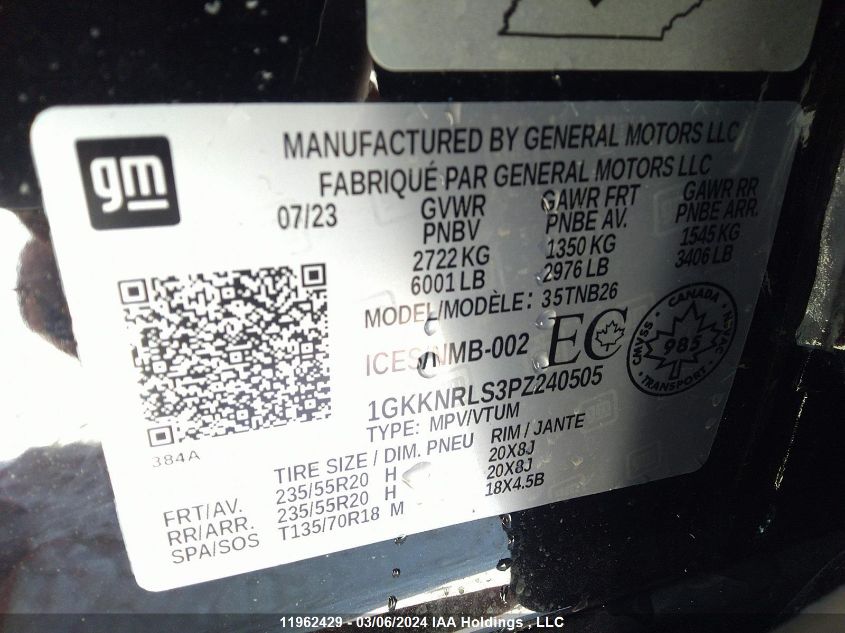 gm
MANUFACTURED BY GENERAL MOTORS LLC
FABRIQUÉ PAR GENERAL MOTORS LLC
07/23 GVWR GAWR FRT GAWR RR
PNBV PNBE AV. PNBE ARR.
2722 KG 1350 KG 1545 KG
6001 LB 2976 LB 3406 LB
MODEL/MODÈLE: 35TNB26
ICES/NMB-002 EC
CANADA
985
CMVSS NSVAC
1GKKNRLS3PZ240505
TYPE: MPV/VTUM
384A
TIRE SIZE / DIM. PNEU RIM / JANTE
FRT/AV. 235/55R20 H 20X8J
RR/ARR. 235/55R20 H 20X8J
SPA/SOS T135/70R18 M 18X4.5B
11962429 - 03/06/2024 IAA Holdings , LLC